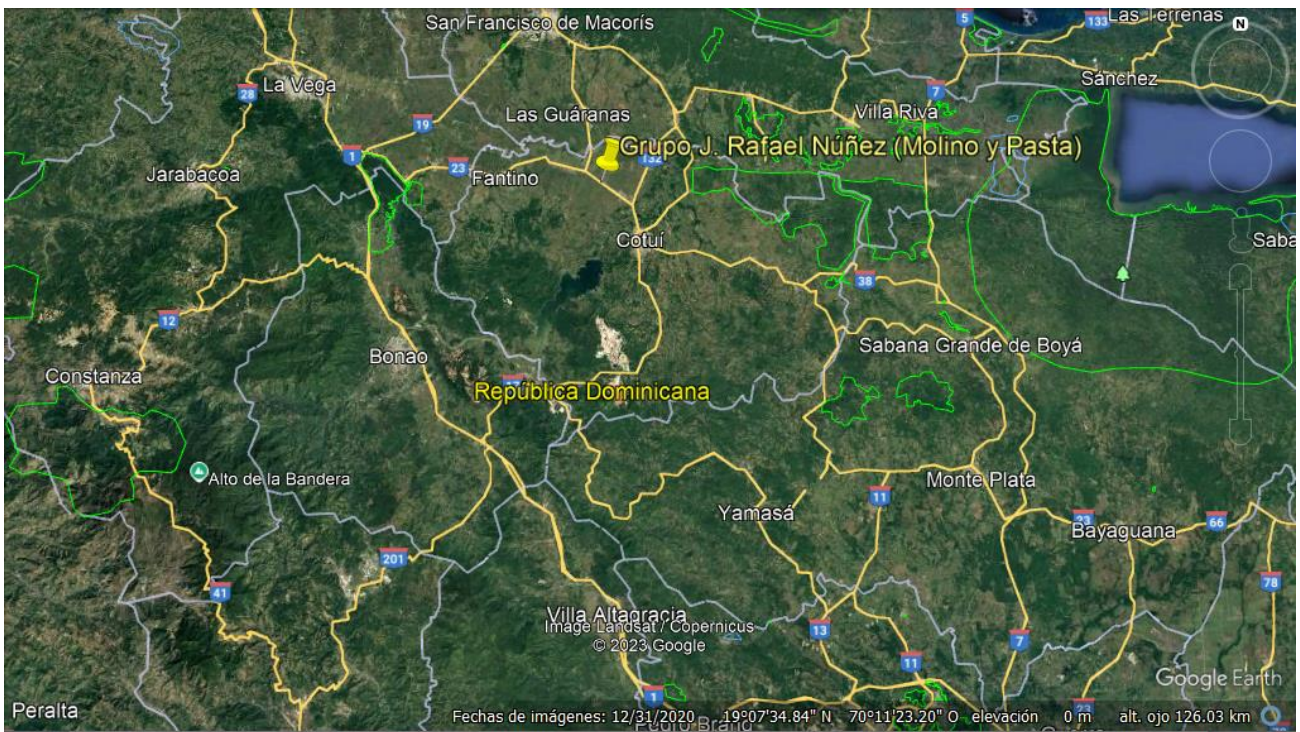 San Francisco de Macorís
5
133
Las Terrenas
N
La Vega
28
Sánchez
7
Las Guáranas
Villa Riva
19
1
Grupo J. Rafael Núñez (Molino y Pasta)
132
23
Jarabacoa
Fantino
Cotuí
Saba
38
12
Sabana Grande de Boyá
Bonao
Constanza
17
República Dominicana
Alto de la Bandera
Monte Plata
11
Yamasá
23
66
Bayaguana
201
41
78
Villa Altagracia
Image Landsat / Copernicus
13
7
© 2023 Google
11
Google Earth
1
Peralta
23
Fechas de imágenes: 12/31/2020 19°07'34.84" N 70°11'23.20" O elevación 0 m alt. ojo 126.03 km
Pedro Brand